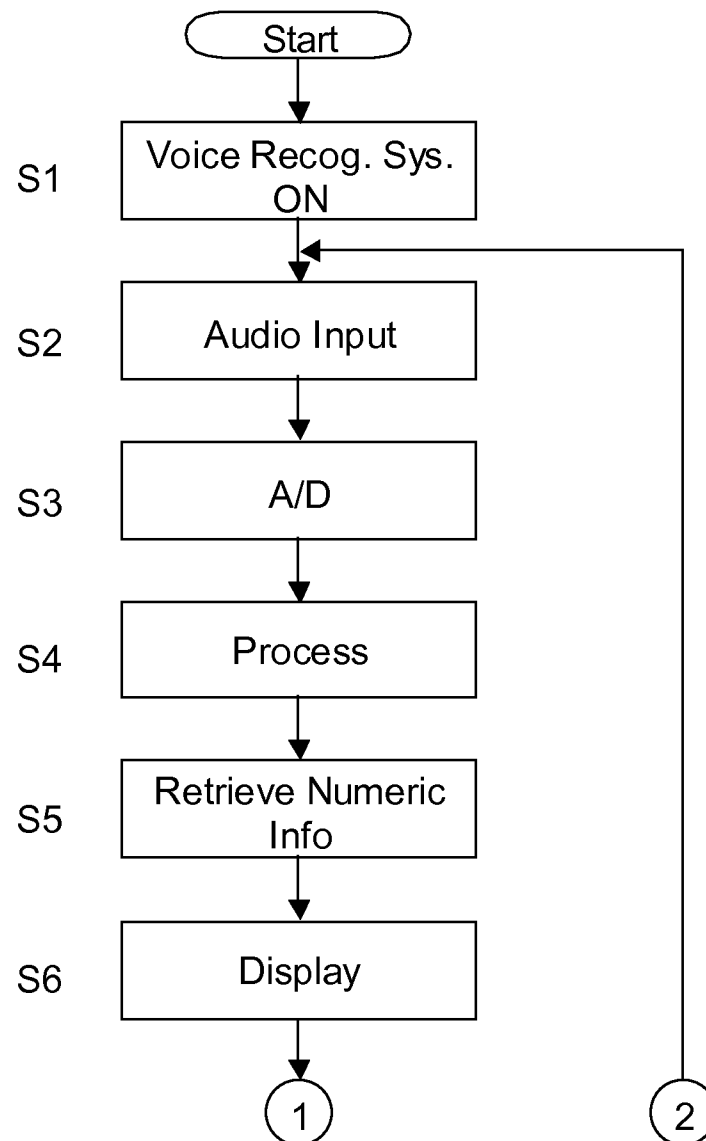 Start
S1
Voice Recog. Sys.
ON
S2
Audio Input
S3
A/D
S4
Process
S5
Retrieve Numeric
Info
S6
Display
1
2